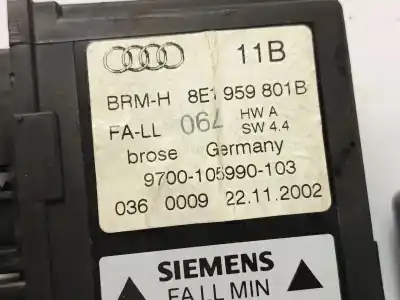 11B
BRM-H 8E1 959 801B
FA-LL 064 HW A
SW 4.4
brose Germany
9700-105990-103
036 0009 22.11.2002
SIEMENS
FA LL MIN